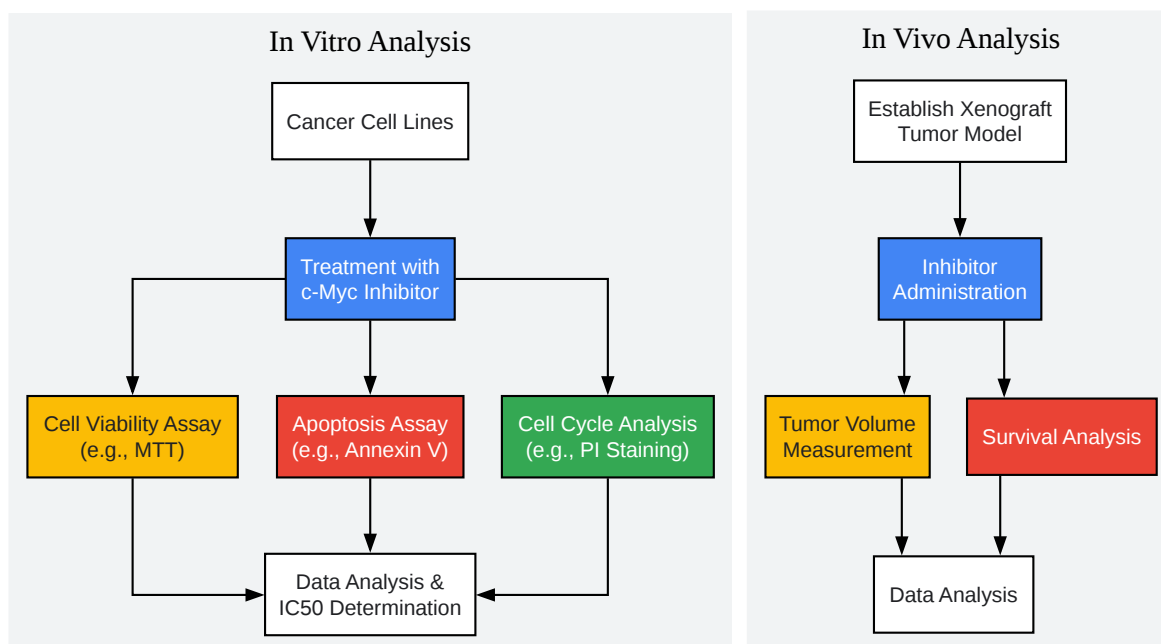 In Vitro Analysis
Cancer Cell Lines
Treatment with
c-Myc Inhibitor
Cell Viability Assay
(e.g., MTT)
Apoptosis Assay
(e.g., Annexin V)
Cell Cycle Analysis
(e.g., PI Staining)
Data Analysis &
IC50 Determination
In Vivo Analysis
Establish Xenograft
Tumor Model
Inhibitor
Administration
Tumor Volume
Measurement
Survival Analysis
Data Analysis